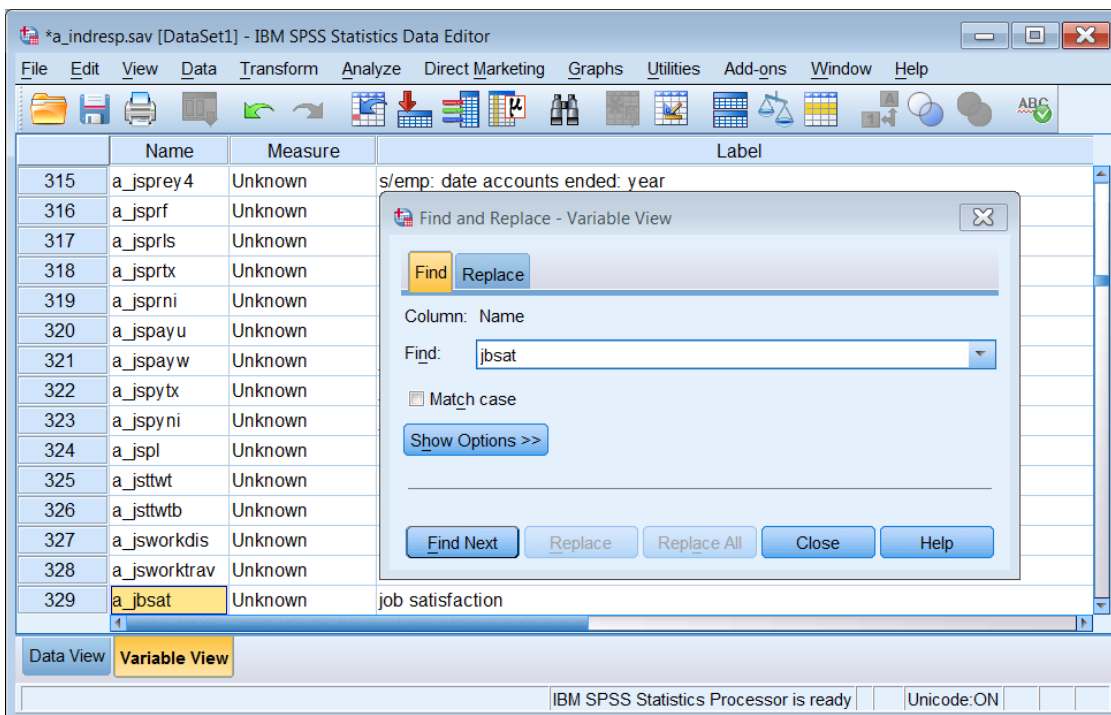 *a_indresp.sav [DataSet1] - IBM SPSS Statistics Data Editor
File Edit View Data Transform Analyze Direct Marketing Graphs Utilities Add-ons Window Help
μ A 1 ABC
Name Measure Label
315 a_jsprey4 Unknown s/emp: date accounts ended: year
316 a_jsprf Unknown
317 a_jsprls Unknown
318 a_jsprtx Unknown
319 a_jsprni Unknown
320 a_jspayu Unknown
321 a_jspayw Unknown
322 a_jspytx Unknown
323 a_jspyni Unknown
324 a_jspl Unknown
325 a_jsttwt Unknown
326 a_jsttwtb Unknown
327 a_jsworkdis Unknown
328 a_jsworktrav Unknown
329 a_jbsat Unknown job satisfaction
Find and Replace - Variable View
Find Replace
Column: Name
Find: jbsat
Match case
Show Options >>
Find Next Replace Replace All Close Help
Data View Variable View
IBM SPSS Statistics Processor is ready Unicode:ON